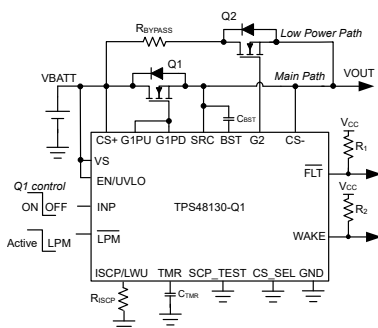 Q2
RBYPASS
Low Power Path
Q1
VBATT
Main Path
VOUT
CBST
CS+ G1PU G1PD SRC BST G2 CS-
VCC
R1
VS
FLT
EN/UVLO
VCC
Q1 control
ON OFF
INP
TPS48130-Q1
R2
Active LPM
LPM
WAKE
ISCP/LWU TMR SCP_TEST CS_SEL GND
RISCP
CTMR